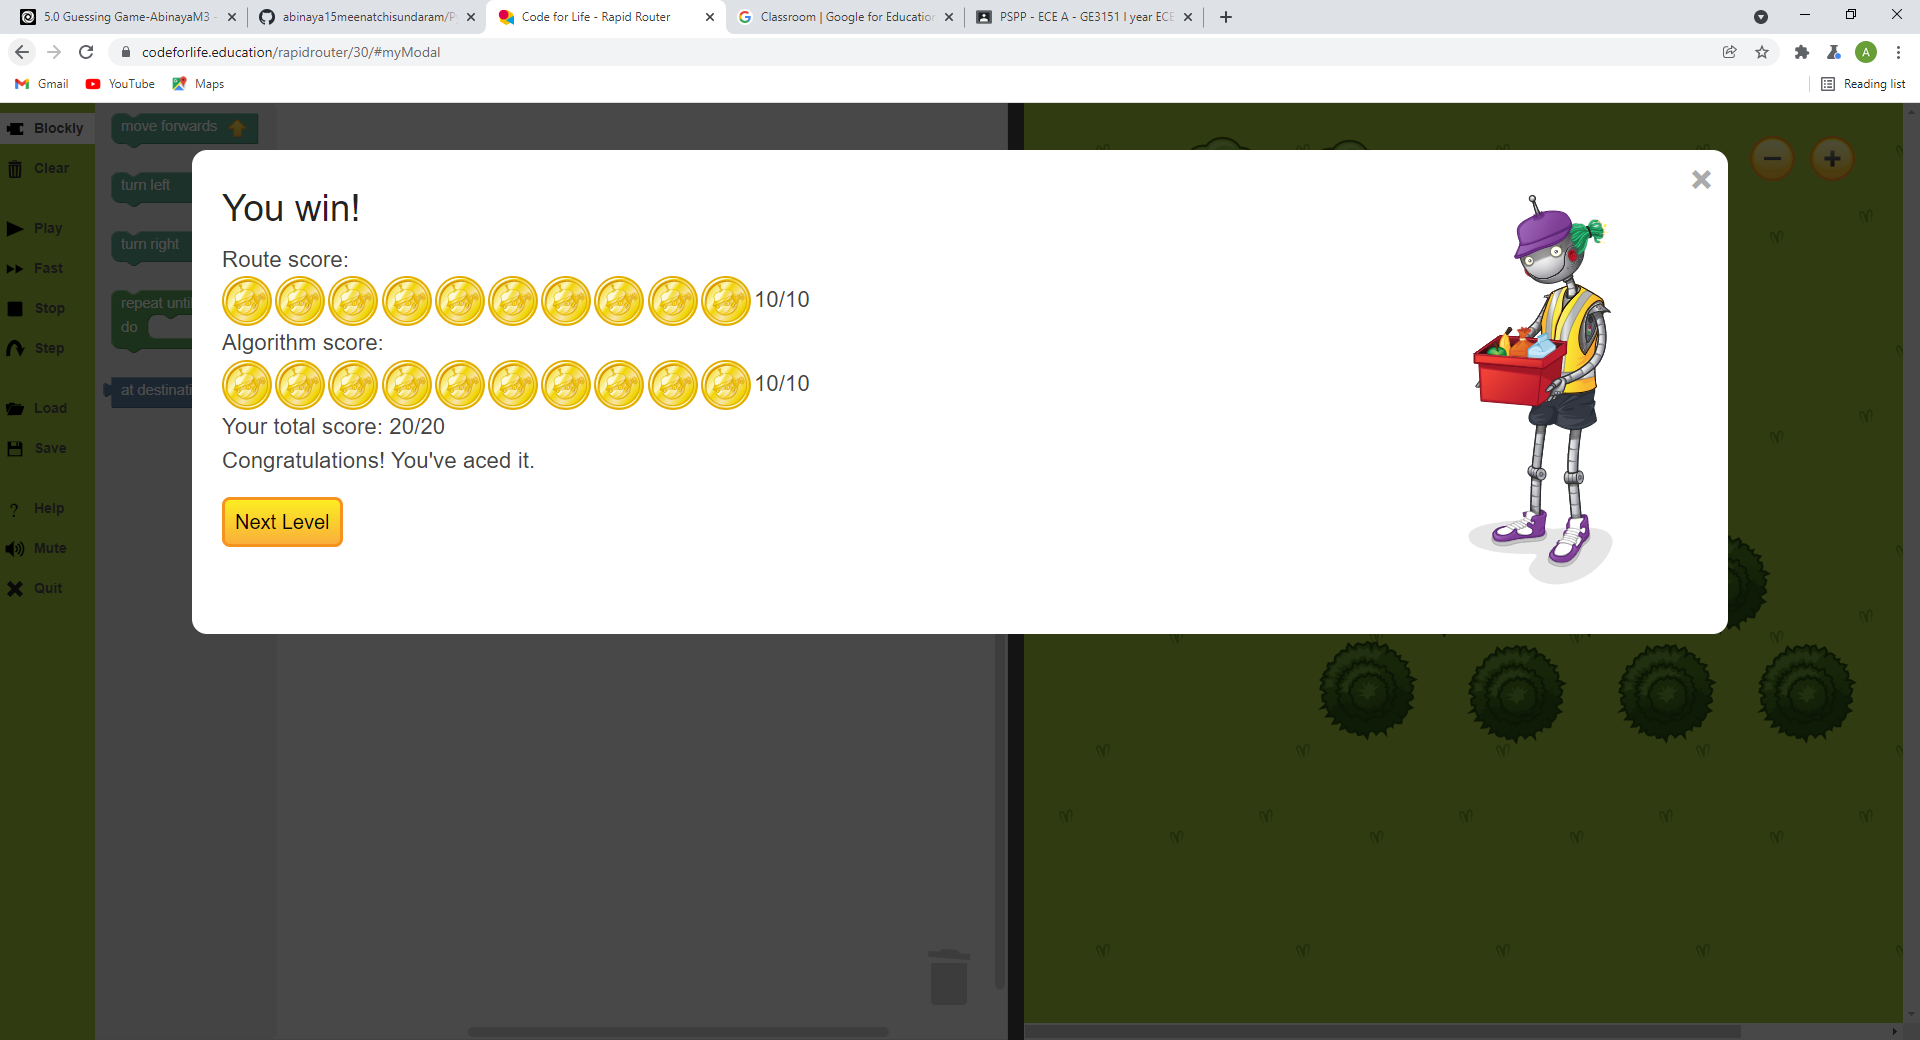 5.0 Guessing Game-AbinayaM3 -
abinaya15meenatchisundaram/P
Code for Life - Rapid Router
Classroom | Google for Education
PSPP - ECE A - GE3151 I year ECE
codeforlife.education/rapidrouter/30/#myModal
A
Gmail
YouTube
Maps
Reading list
Blockly
Clear
Play
Fast
Stop
Step
Load
Save
? Help
Mute
Quit
move forwards
turn left
turn right
repeat until
do
at destinati
You win!
Route score:
10/10
Algorithm score:
10/10
Your total score: 20/20
Congratulations! You've aced it.
Next Level